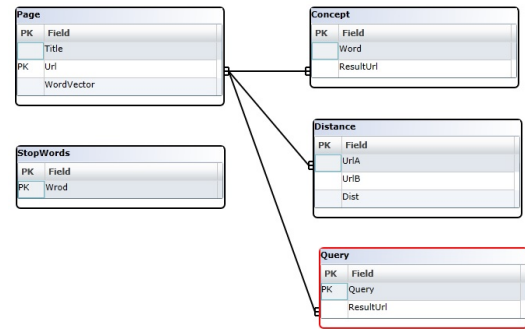 Page
PK Field
Title
PK Url
WordVector
Concept
PK Field
Word
ResultUrl
StopWords
PK Field
PK Wrod
Distance
PK Field
UrlA
UrlB
Dist
Query
PK Field
PK Query
ResultUrl